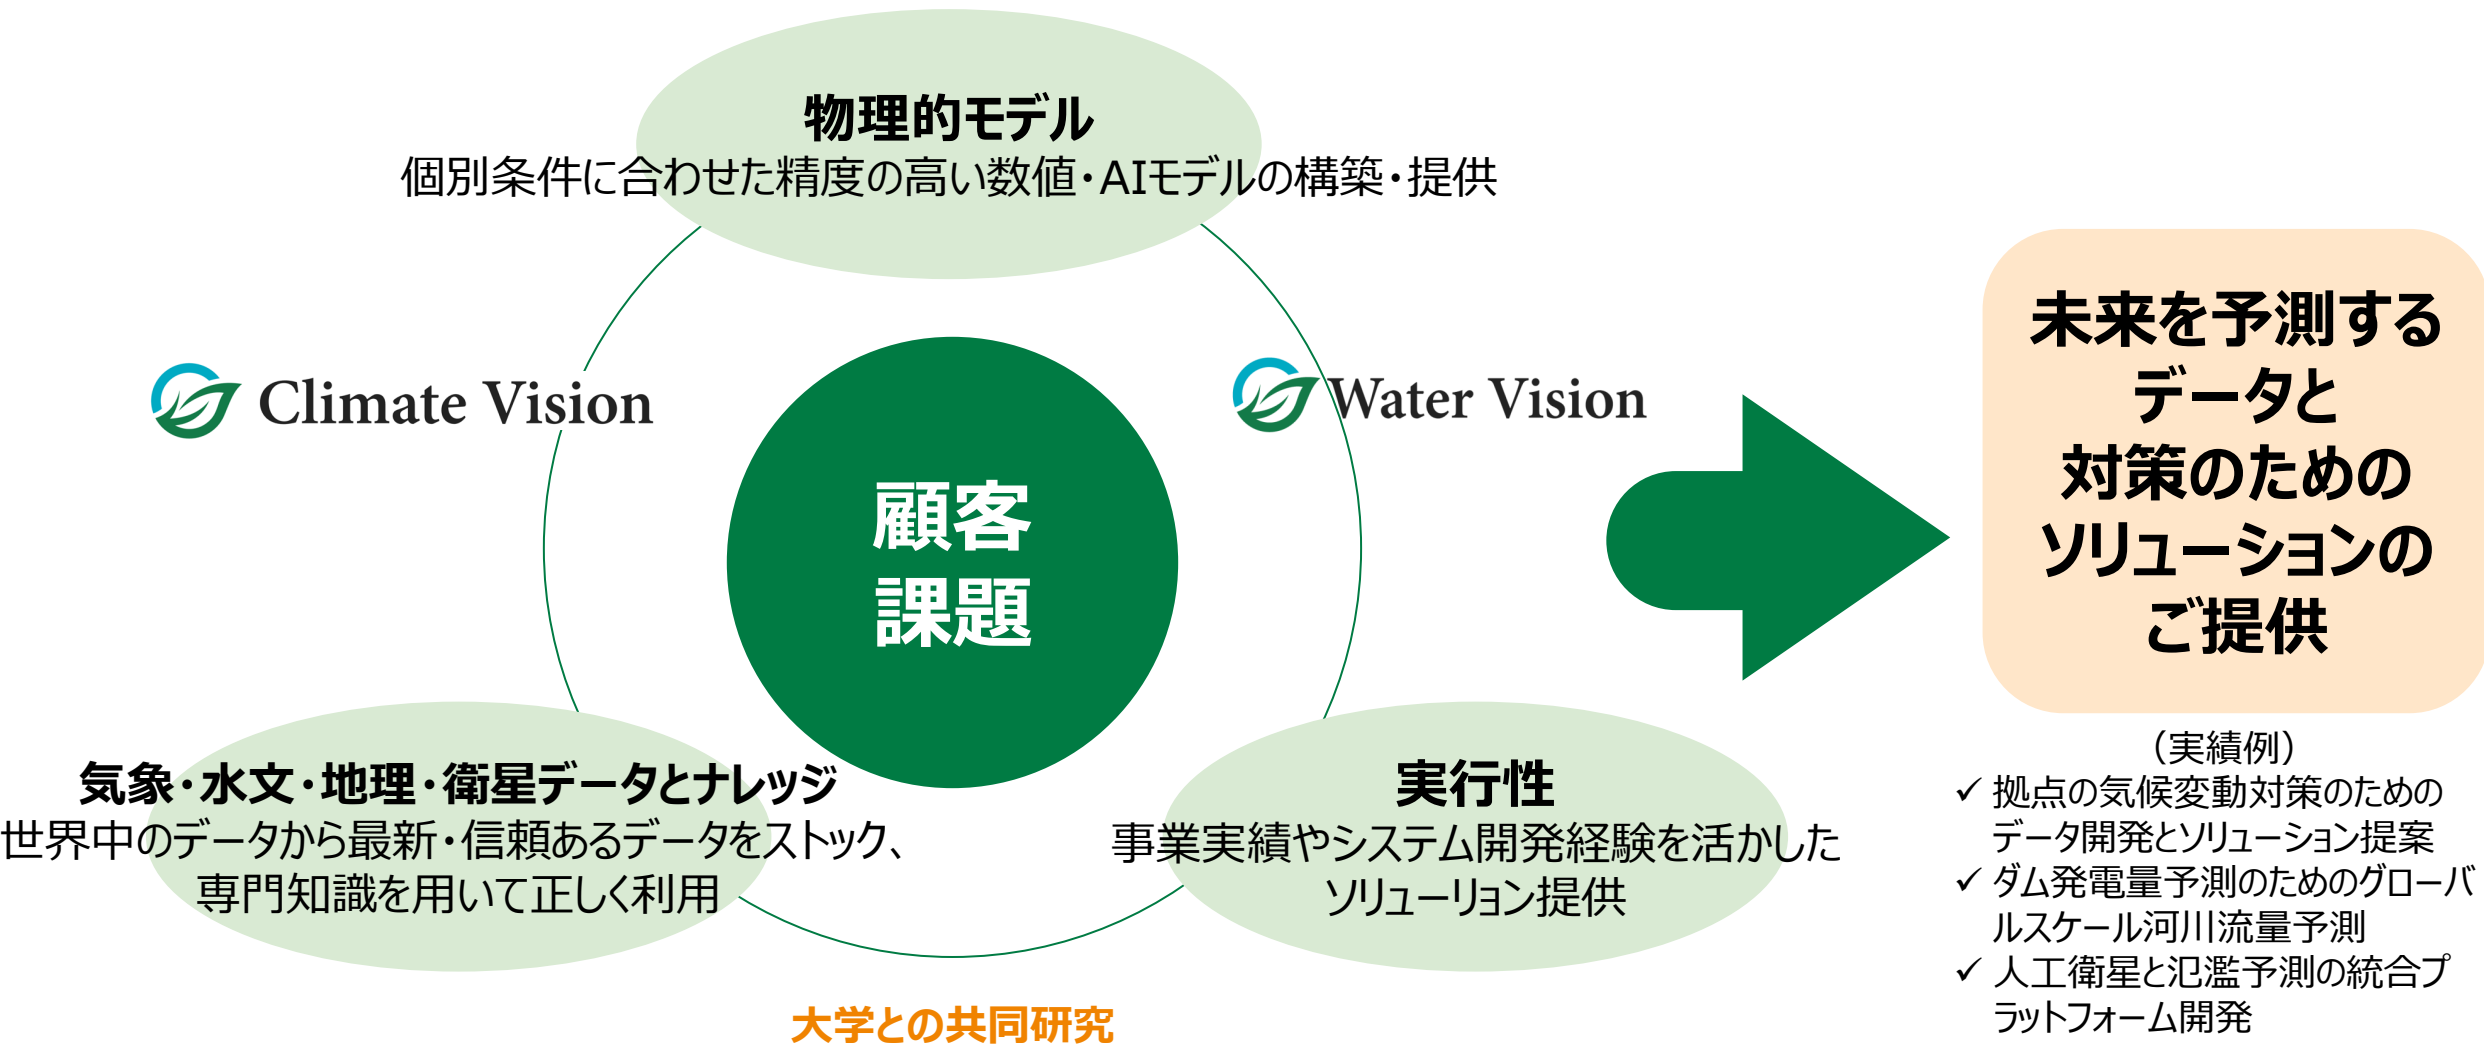 物理的モデル
個別条件に合わせた精度の高い数値・AIモデルの構築・提供
Climate Vision
Water Vision
顧客
課題
気象・水文・地理・衛星データとナレッジ
世界中のデータから最新・信頼あるデータをストック、
専門知識を用いて正しく利用
実行性
事業実績やシステム開発経験を活かした
ソリューリョン提供
大学との共同研究
未来を予測する
データと
対策のための
ソリューションの
ご提供
（実績例）
✓ 拠点の気候変動対策のための
データ開発とソリューション提案
✓ ダム発電量予測のためのグローバ
ルスケール河川流量予測
✓ 人工衛星と氾濫予測の統合プ
ラットフォーム開発